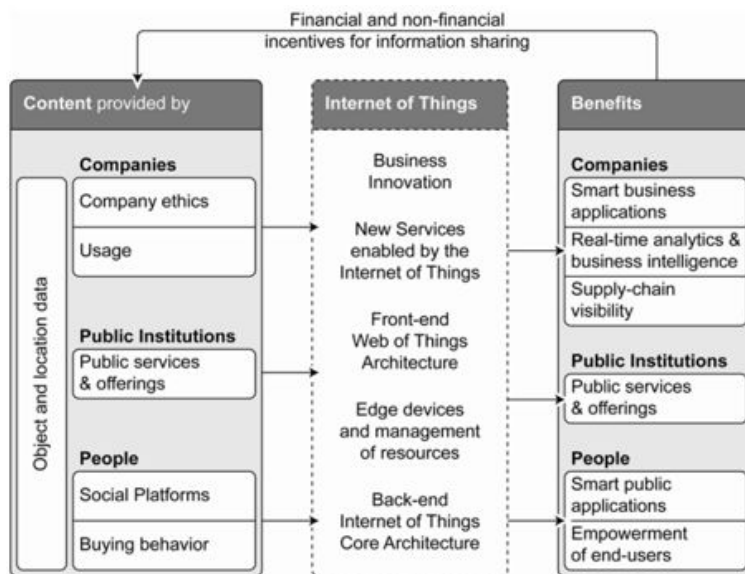 Financial and non-financial
incentives for information sharing
Content provided by
Object and location data
Companies
Company ethics
Usage
Public Institutions
Public services
& offerings
People
Social Platforms
Buying behavior
Internet of Things
Business
Innovation
New Services
enabled by the
Internet of Things
Front-end
Web of Things
Architecture
Edge devices
and management
of resources
Back-end
Internet of Things
Core Architecture
Benefits
Companies
Smart business
applications
Real-time analytics &
business intelligence
Supply-chain
visibility
Public Institutions
Public services
& offerings
People
Smart public
applications
Empowerment
of end-users